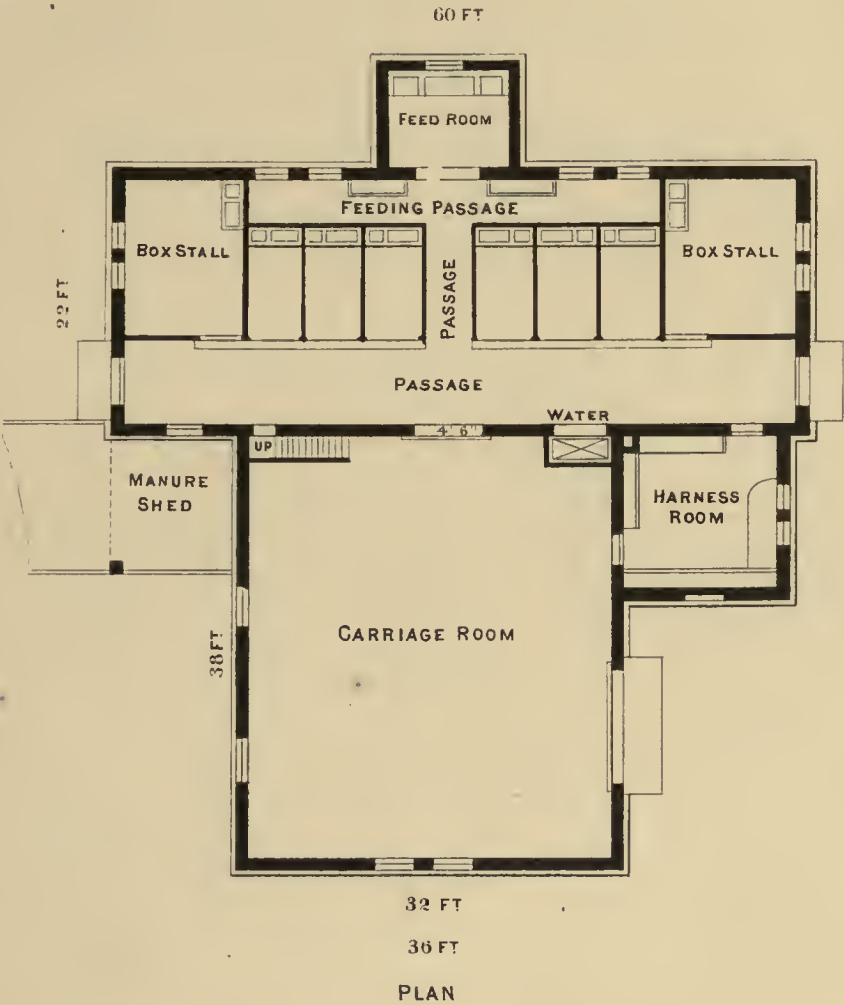 60 FT
FEED ROOM
FEEDING PASSAGE
BOX STALL
BOX STALL
PASSAGE
22 FT
PASSAGE
WATER
4' 6"
UP
MANURE
SHED
HARNESS
ROOM
CARRIAGE ROOM
38 FT
32 FT
36 FT
PLAN